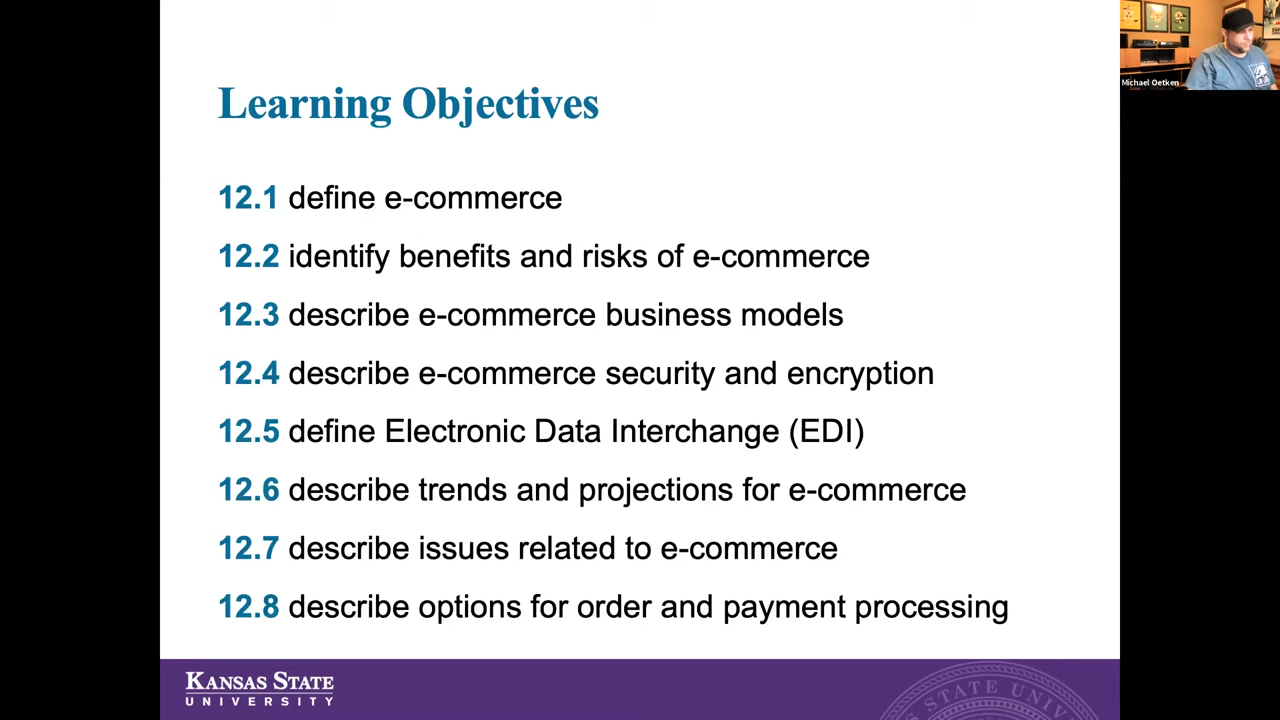 Learning Objectives
12.1 define e-commerce
12.2 identify benefits and risks of e-commerce
12.3 describe e-commerce business models
12.4 describe e-commerce security and encryption
12.5 define Electronic Data Interchange (EDI)
12.6 describe trends and projections for e-commerce
12.7 describe issues related to e-commerce
12.8 describe options for order and payment processing
KANSAS STATE
UNIVERSITY
STATE UNIV
Michael Oetken